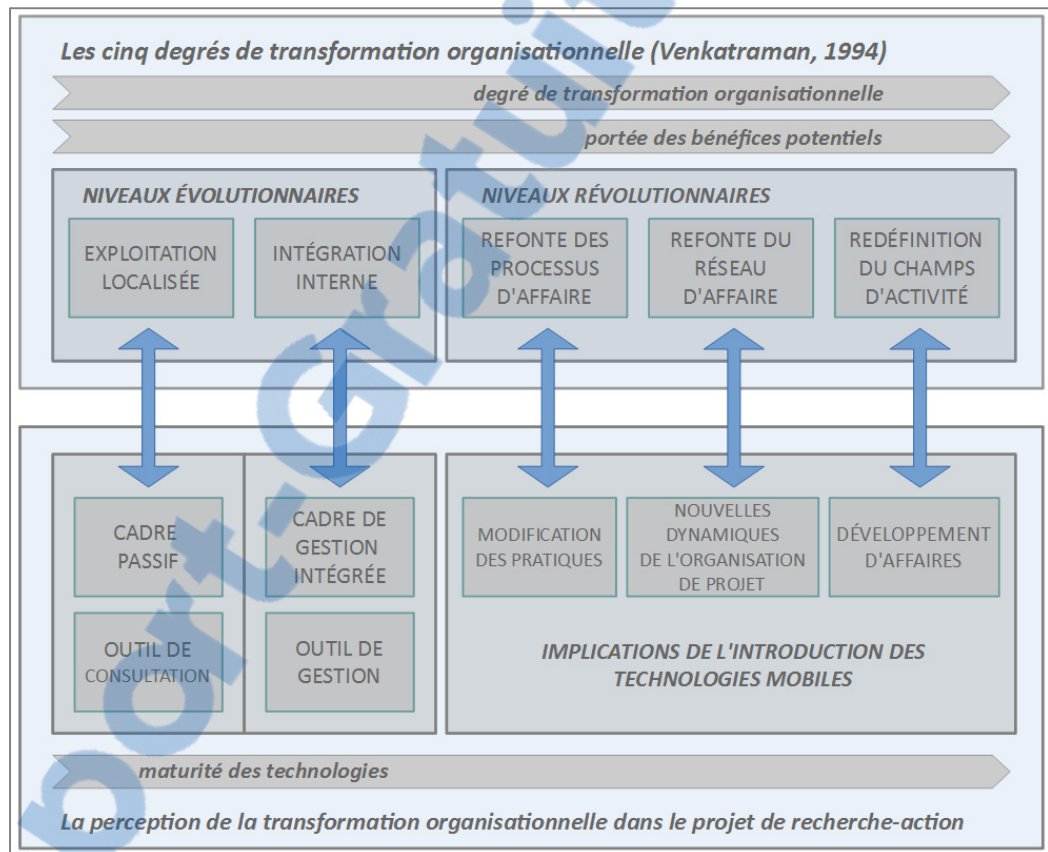 Les cinq degrés de transformation organisationnelle (Venkatraman, 1994)
degré de transformation organisationnelle
portée des bénéfices potentiels
NIVEAUX ÉVOLUTIONNAIRES
EXPLOITATION
LOCALISÉE
INTÉGRATION
INTERNE
NIVEAUX RÉVOLUTIONNAIRES
REFONTE DES
PROCESSUS
D'AFFAIRE
REFONTE DU
RÉSEAU
D'AFFAIRE
REDÉFINITION
DU CHAMPS
D'ACTIVITÉ
CADRE
PASSIF
OUTIL DE
CONSULTATION
CADRE DE
GESTION
INTÉGRÉE
OUTIL DE
GESTION
MODIFICATION
DES PRATIQUES
NOUVELLES
DYNAMIQUES
DE L'ORGANISATION
DE PROJET
DÉVELOPPEMENT
D'AFFAIRES
IMPLICATIONS DE L'INTRODUCTION DES
TECHNOLOGIES MOBILES
maturité des technologies
La perception de la transformation organisationnelle dans le projet de recherche-action
port-Gratuit